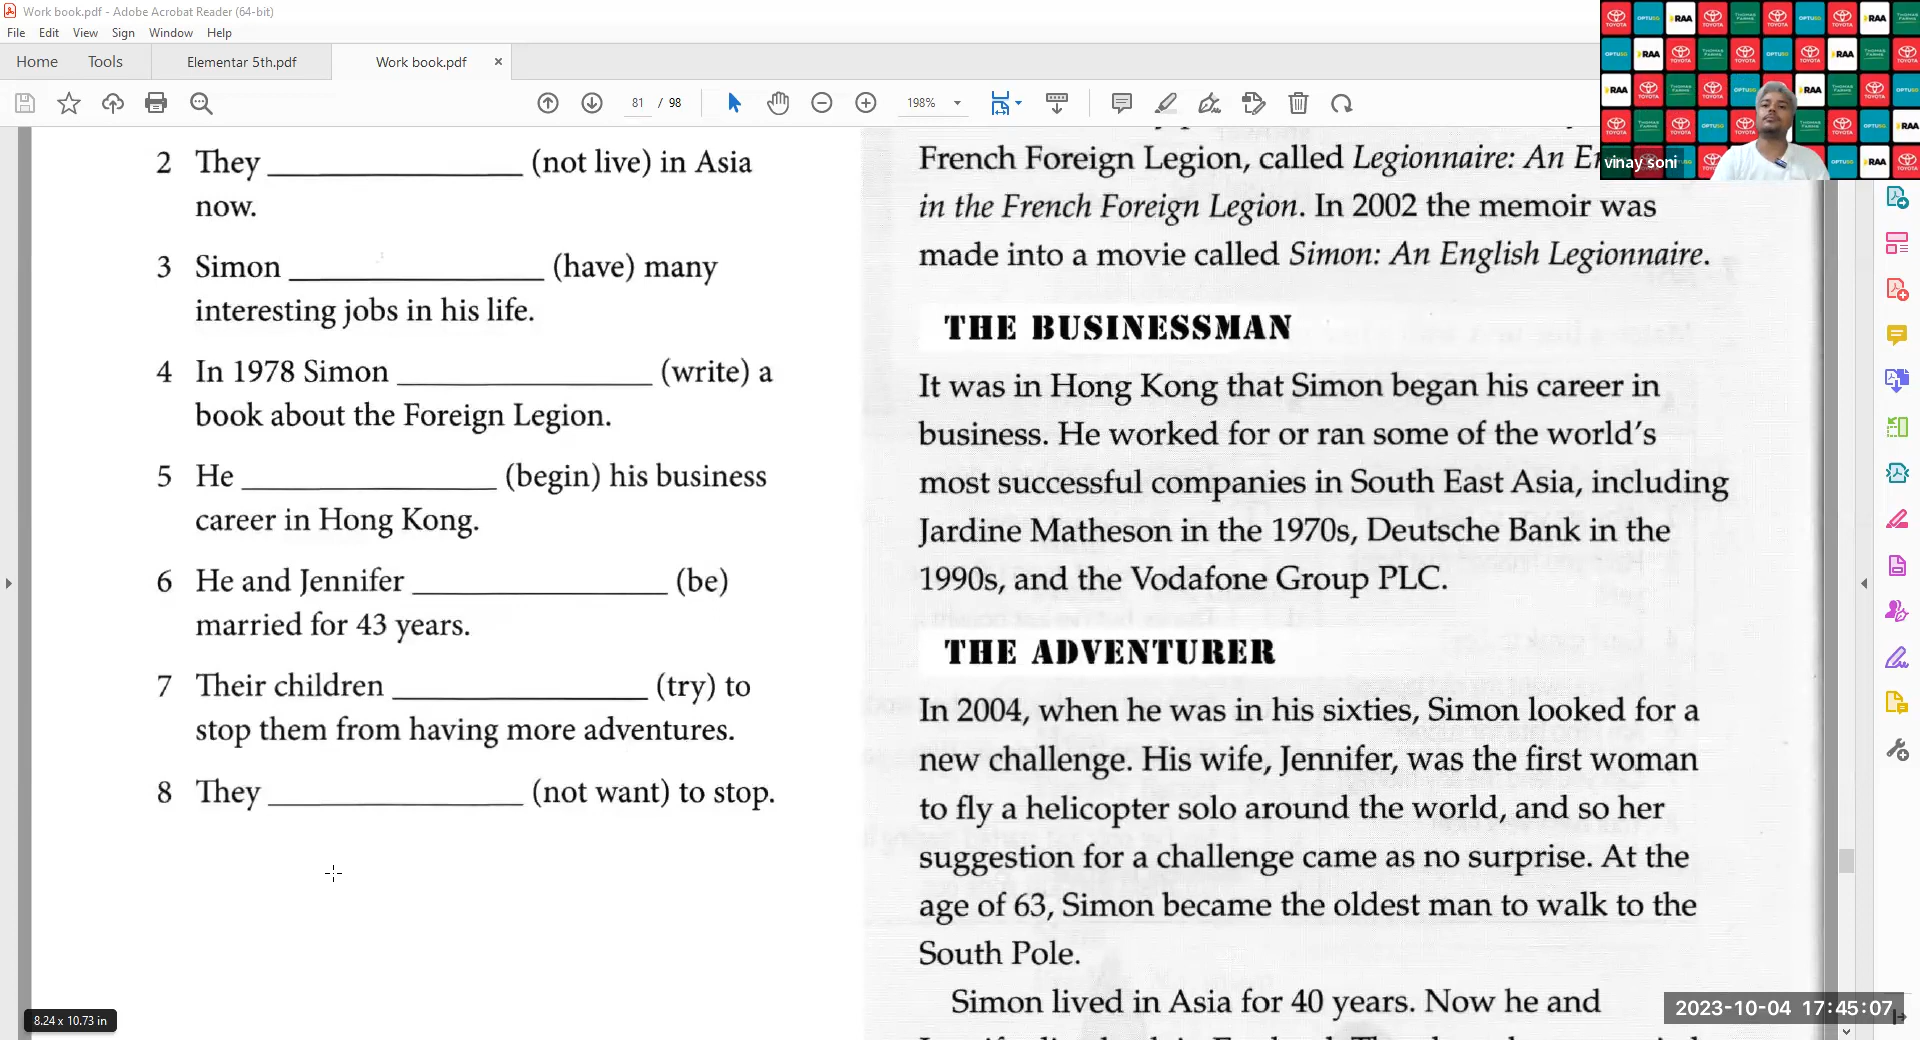 Work book.pdf - Adobe Acrobat Reader (64-bit)
File Edit View Sign Window Help
Home Tools Elementar 5th.pdf Work book.pdf ×
81 / 98 198%
2 They ____________ (not live) in Asia
now.
3 Simon ____________ (have) many
interesting jobs in his life.
4 In 1978 Simon ____________ (write) a
book about the Foreign Legion.
5 He ____________ (begin) his business
career in Hong Kong.
6 He and Jennifer ____________ (be)
married for 43 years.
7 Their children ____________ (try) to
stop them from having more adventures.
8 They ____________ (not want) to stop.
8.24 x 10.73 in
French Foreign Legion, called Legionnaire: An
in the French Foreign Legion. In 2002 the memoir was
made into a movie called Simon: An English Legionnaire.
THE BUSINESSMAN
It was in Hong Kong that Simon began his career in
business. He worked for or ran some of the world's
most successful companies in South East Asia, including
Jardine Matheson in the 1970s, Deutsche Bank in the
1990s, and the Vodafone Group PLC.
THE ADVENTURER
In 2004, when he was in his sixties, Simon looked for a
new challenge. His wife, Jennifer, was the first woman
to fly a helicopter solo around the world, and so her
suggestion for a challenge came as no surprise. At the
age of 63, Simon became the oldest man to walk to the
South Pole.
Simon lived in Asia for 40 years. Now he and
vinay soni
TOYOTA
RAA
THOMAS FARMS
2023-10-04 17:45:07